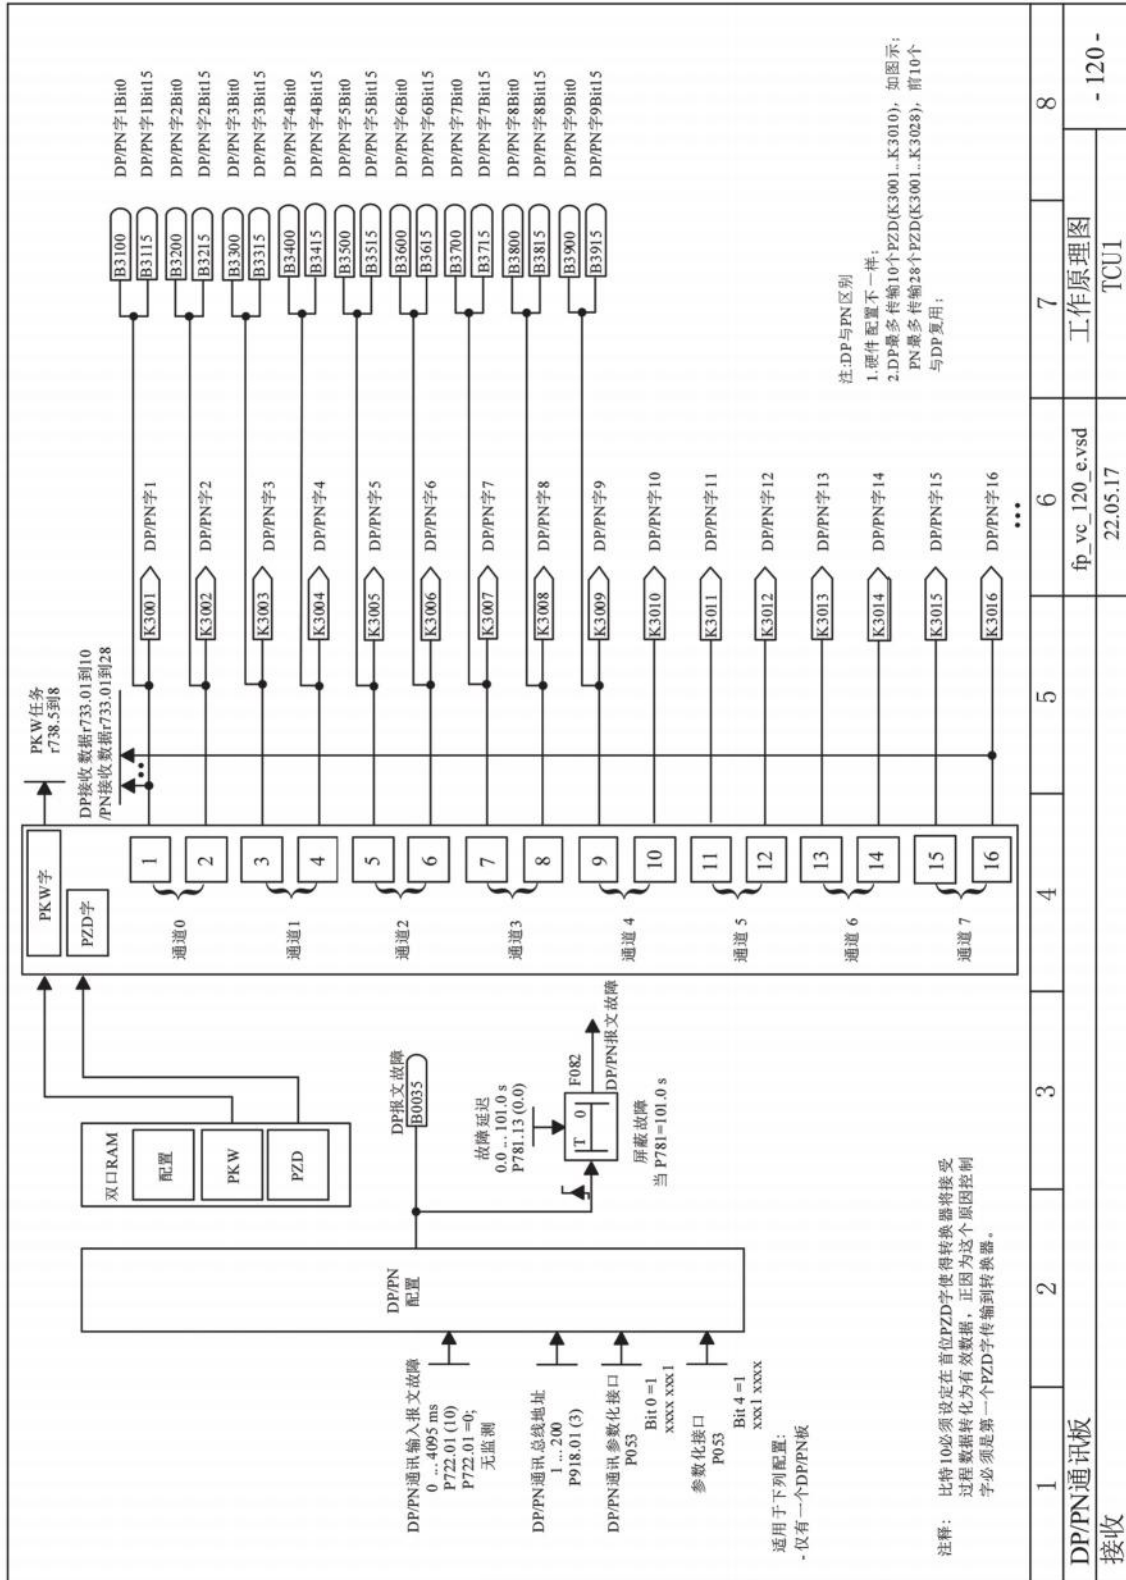 DP/PN通讯输入报文故障
0 ... 4095 ms
P722.01 (10)
P722.01 =0;
无监测
DP/PN通讯总线地址
1 ... 200
P918.01 (3)
DP/PN通讯参数化接口
P053
Bit 0 =1
xxxx xxx1
参数化接口
P053
Bit 4 =1
xxx1 xxxx
适用于下列配置:
-仅有一个DP/PN板
注释:
比特10必须设定在首位PZD字使得转换器将接受
过程数据转化为有效数据,正因为这个原因控制
字必须是第一个PZD字传输到转换器。
DP/PN
配置
双口RAM
配置
PKW
PZD
DP报文故障
B0035
故障延迟
0.0 ... 101.0 s
P781.13 (0.0)
T 0
F082
DP/PN报文故障
屏蔽故障
当 P781=101.0 s
PKW字
PZD字
PKW任务
r738.5到8
DP接收数据r733.01到10
/PN接收数据r733.01到28
通道0
1
2
通道1
3
4
通道2
5
6
通道3
7
8
通道 4
9
10
通道 5
11
12
通道 6
13
14
通道 7
15
16
K3001 DP/PN字1
K3002 DP/PN字2
K3003 DP/PN字3
K3004 DP/PN字4
K3005 DP/PN字5
K3006 DP/PN字6
K3007 DP/PN字7
K3008 DP/PN字8
K3009 DP/PN字9
K3010 DP/PN字10
K3011 DP/PN字11
K3012 DP/PN字12
K3013 DP/PN字13
K3014 DP/PN字14
K3015 DP/PN字15
K3016 DP/PN字16
...
B3100 DP/PN字1Bit0
B3115 DP/PN字1Bit15
B3200 DP/PN字2Bit0
B3215 DP/PN字2Bit15
B3300 DP/PN字3Bit0
B3315 DP/PN字3Bit15
B3400 DP/PN字4Bit0
B3415 DP/PN字4Bit15
B3500 DP/PN字5Bit0
B3515 DP/PN字5Bit15
B3600 DP/PN字6Bit0
B3615 DP/PN字6Bit15
B3700 DP/PN字7Bit0
B3715 DP/PN字7Bit15
B3800 DP/PN字8Bit0
B3815 DP/PN字8Bit15
B3900 DP/PN字9Bit0
B3915 DP/PN字9Bit15
注:DP与PN区别
1.硬件配置不一样;
2.DP最多传输10个PZD(K3001...K3010),如图示;
PN最多传输28个PZD(K3001...K3028),前10个
与DP复用;
1 2 3 4 5 6 7 8
DP/PN通讯板
接收
fp_vc_120_e.vsd
22.05.17
工作原理图
TCU1
- 120 -